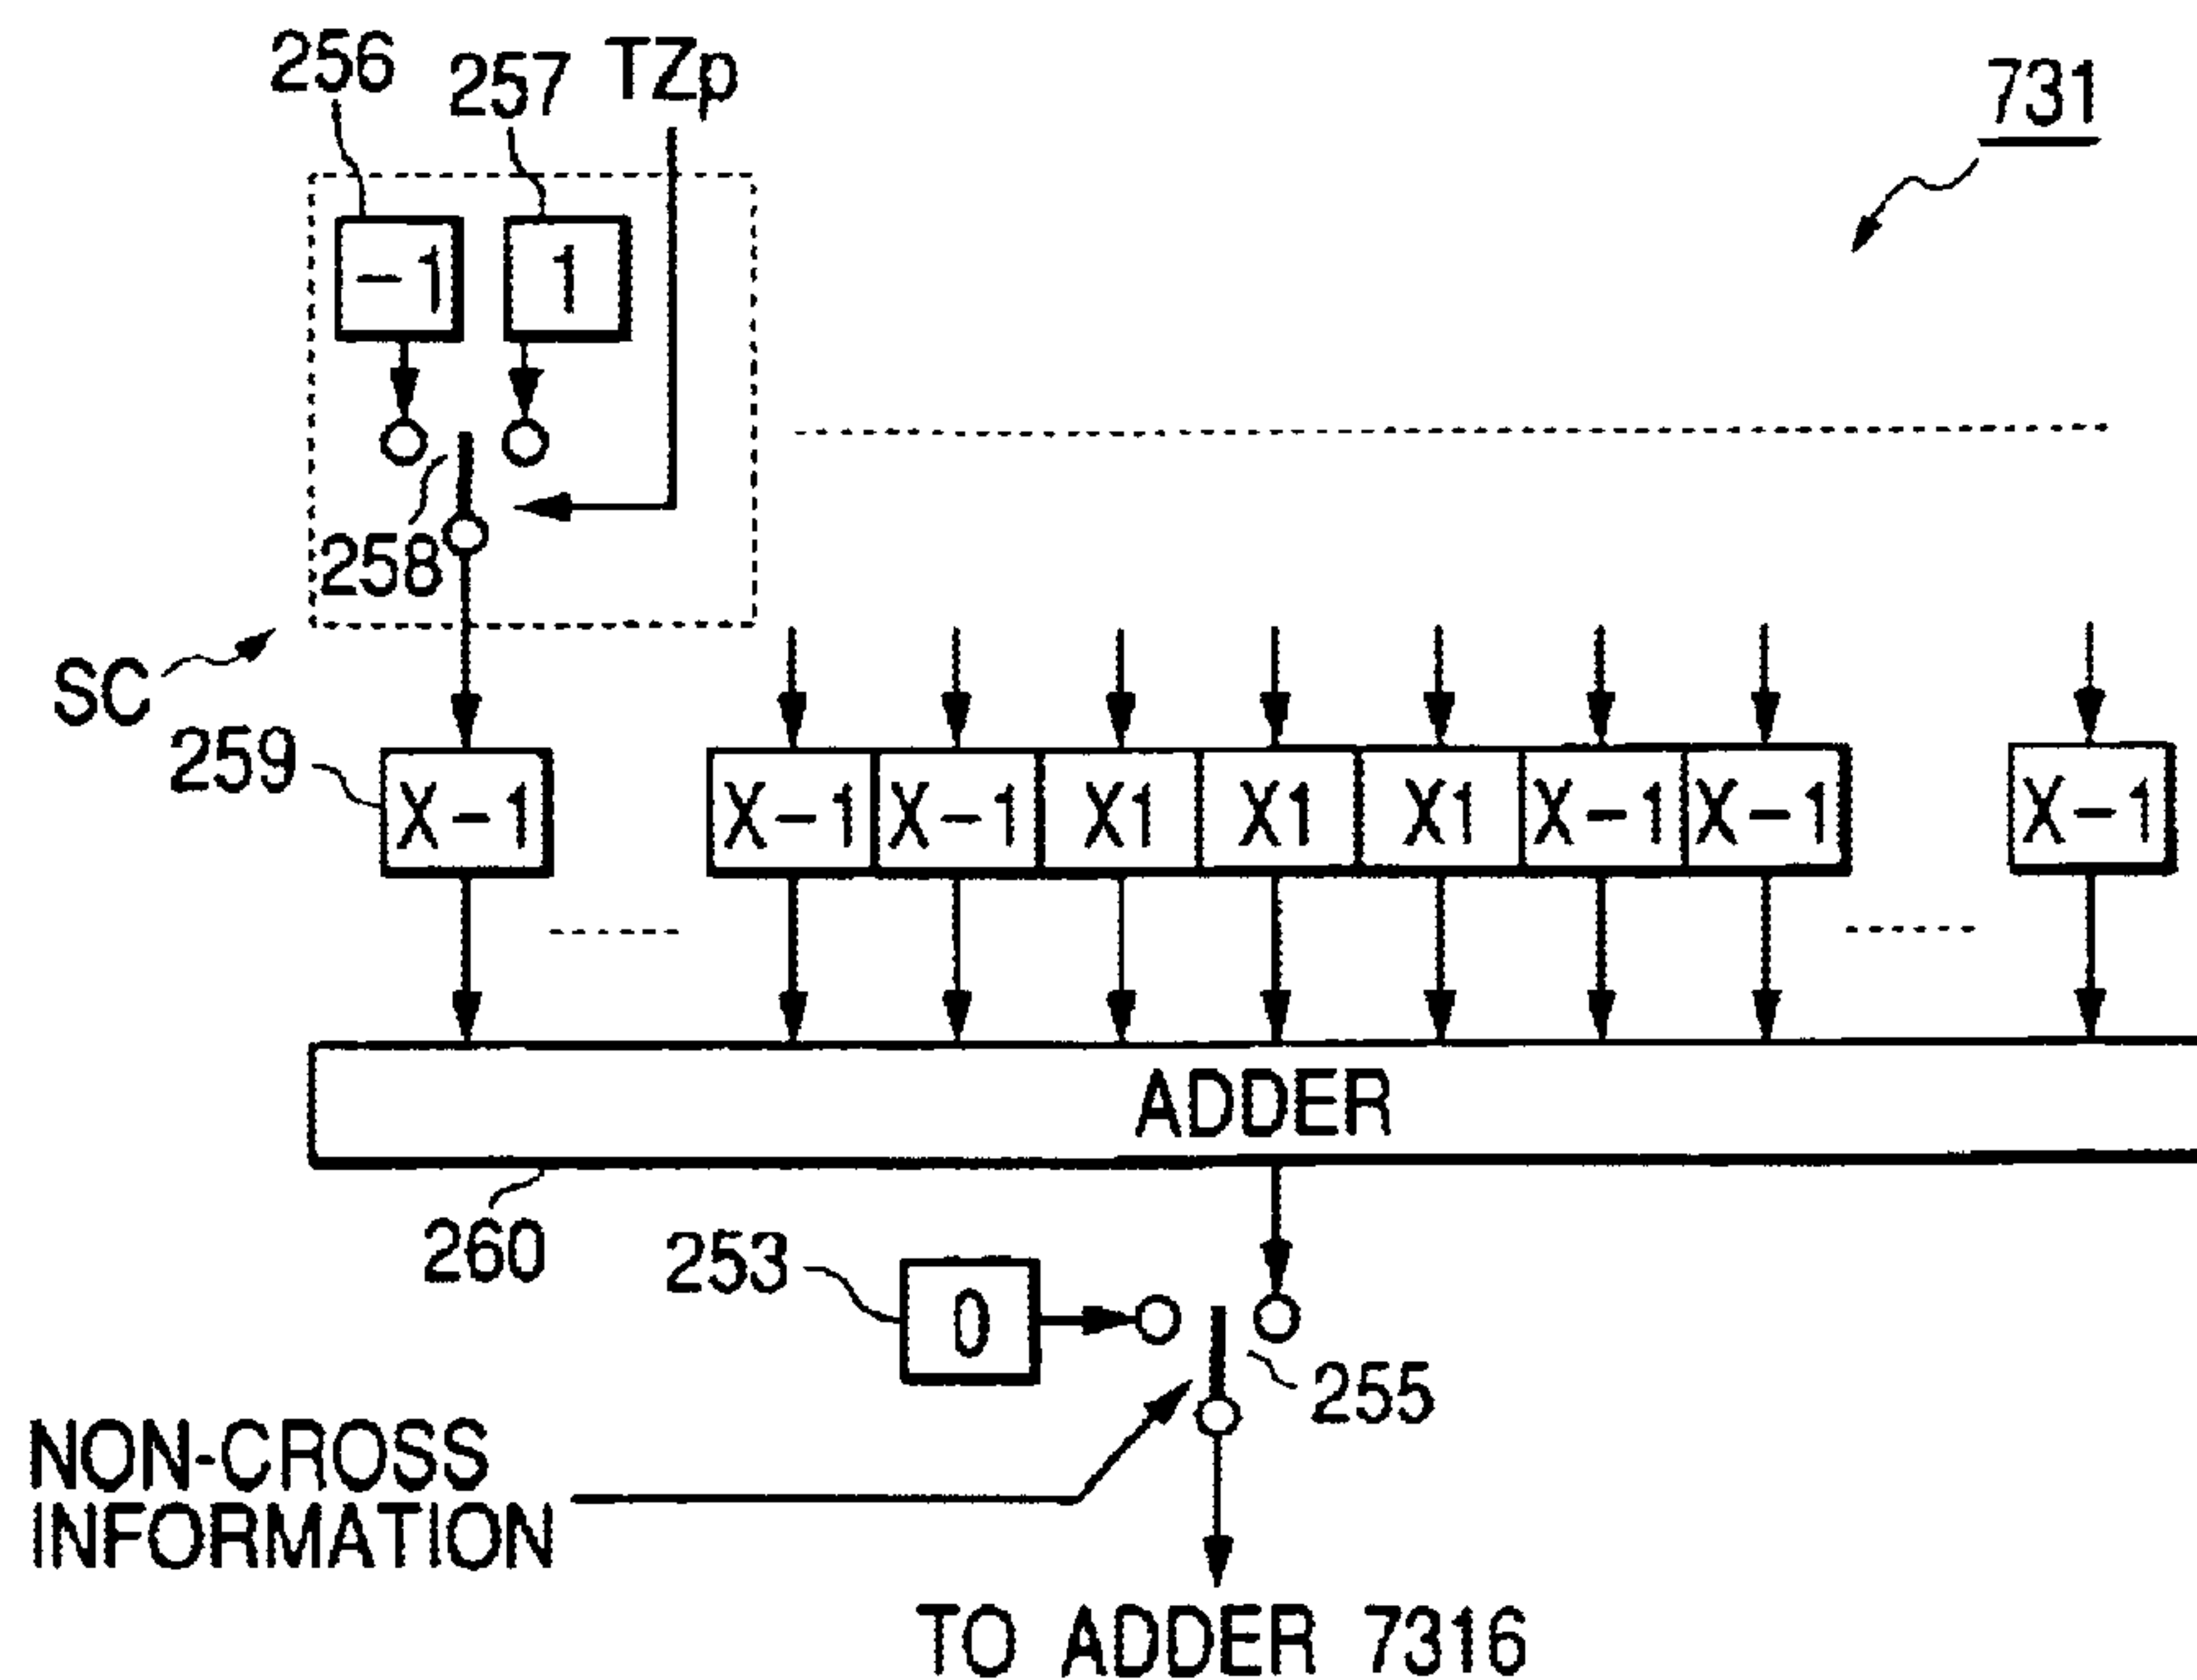 256
257
TZp
731
-1
1
258
SC
259
X-1
X-1
X-1
X1
X1
X1
X-1
X-1
X-1
ADDER
260
253
0
255
NON-CROSS
INFORMATION
TO ADDER 7316